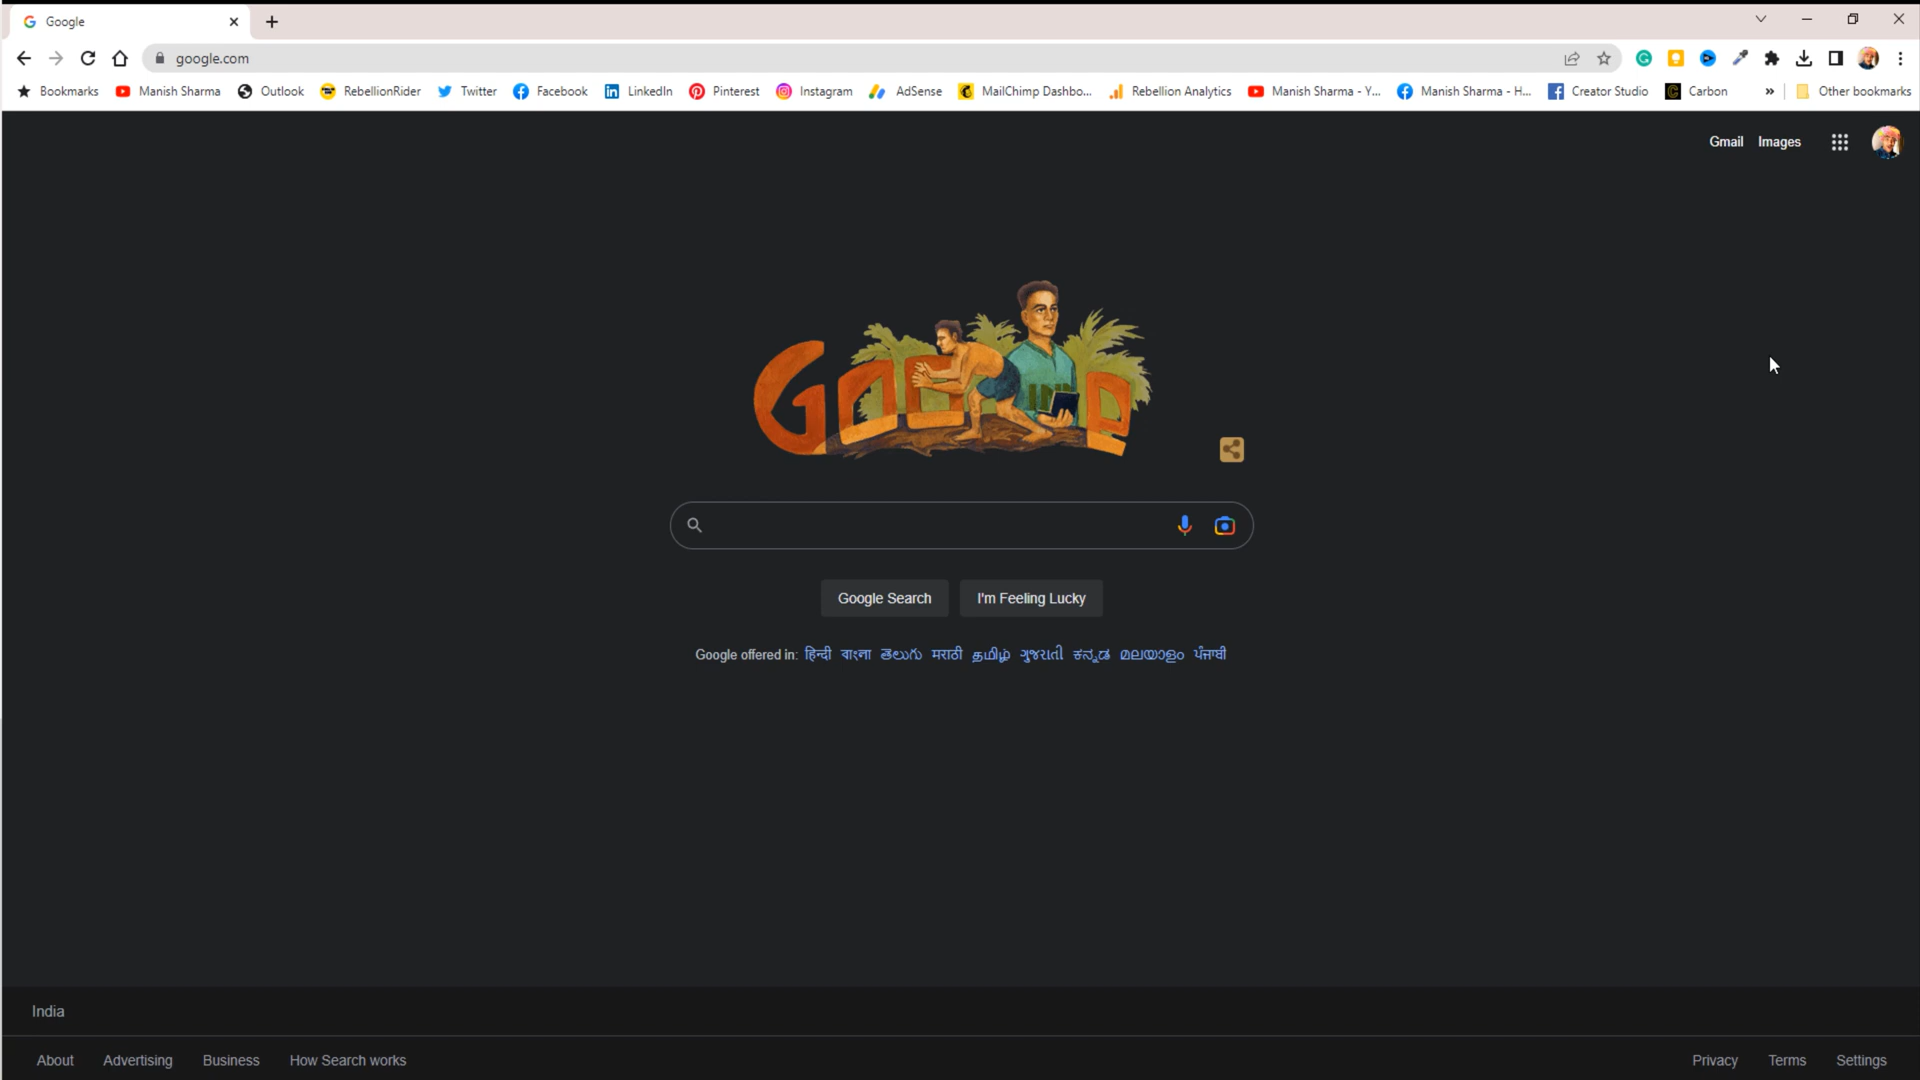 Google
google.com
Bookmarks Manish Sharma Outlook RebellionRider Twitter Facebook LinkedIn Pinterest Instagram AdSense MailChimp Dashbo... Rebellion Analytics Manish Sharma - Y... Manish Sharma - H... Creator Studio Carbon » Other bookmarks
Gmail Images
Google
Google Search I'm Feeling Lucky
Google offered in: हिन्दी বাংলা తెలుగు मराठी தமிழ் ગુજરાતી ಕನ್ನಡ മലയാളം ਪੰਜਾਬੀ
India
About Advertising Business How Search works Privacy Terms Settings